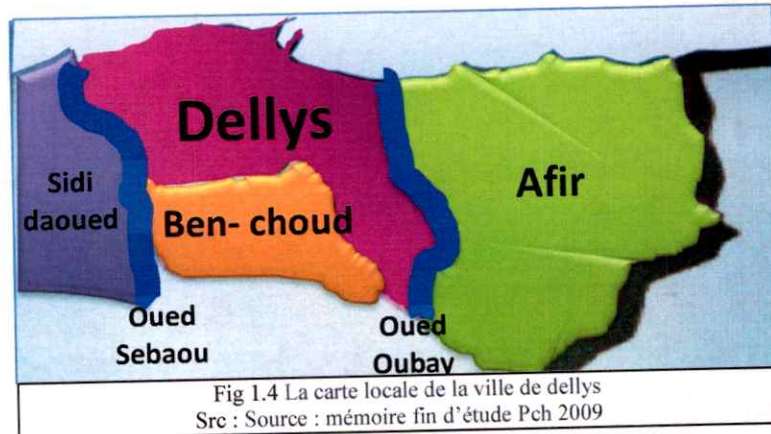 Dellys
Sidi
daoued
Ben- choud
Afir
Oued
Sebaou
Oued
Oubay
Fig 1.4 La carte locale de la ville de dellys
Src : Source : mémoire fin d'étude Pch 2009